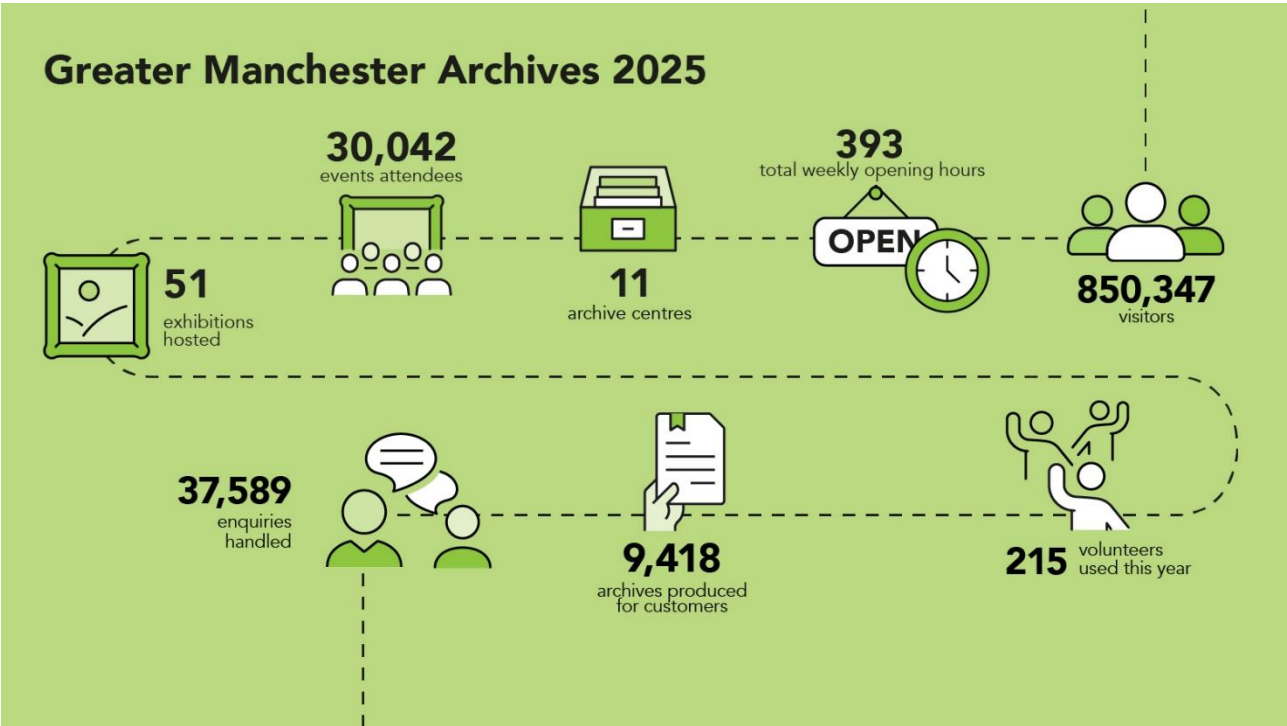 Greater Manchester Archives 2025
30,042
events attendees
393
total weekly opening hours
OPEN
51
exhibitions
hosted
11
archive centres
850,347
visitors
37,589
enquiries
handled
9,418
archives produced
for customers
215
volunteers
used this year